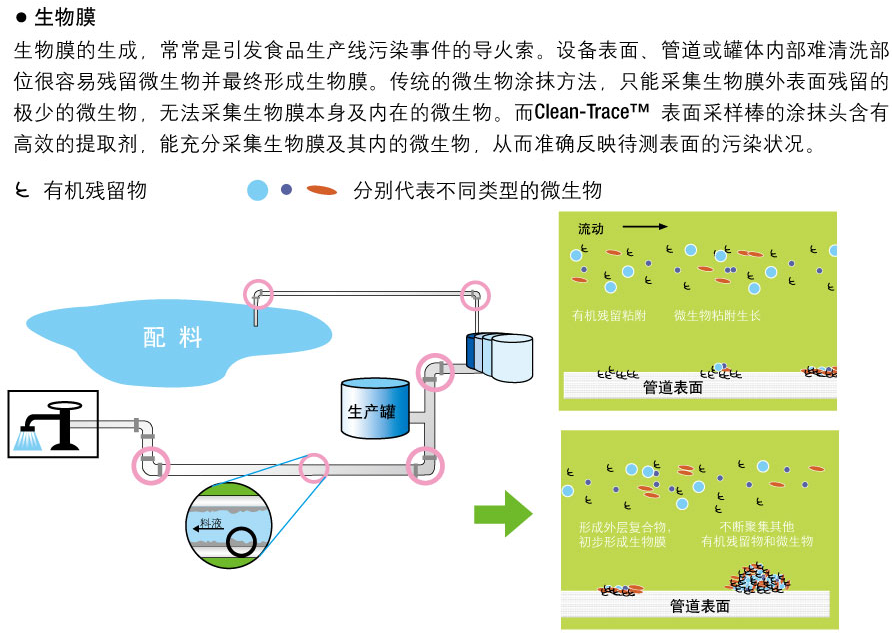 ● 生物膜
生物膜的生成，常常是引发食品生产线污染事件的导火索。设备表面、管道或罐体内部难清洗部
位很容易残留微生物并最终形成生物膜。传统的微生物涂抹方法，只能采集生物膜外表面残留的
极少的微生物，无法采集生物膜本身及内在的微生物。而Clean-Trace™ 表面采样棒的涂抹头含有
高效的提取剂，能充分采集生物膜及其内的微生物，从而准确反映待测表面的污染状况。
有机残留物
分别代表不同类型的微生物
流动
有机残留粘附
微生物粘附生长
管道表面
配 料
生产罐
料液
形成外层复合物，
初步形成生物膜
不断聚集其他
有机残留物和微生物
管道表面